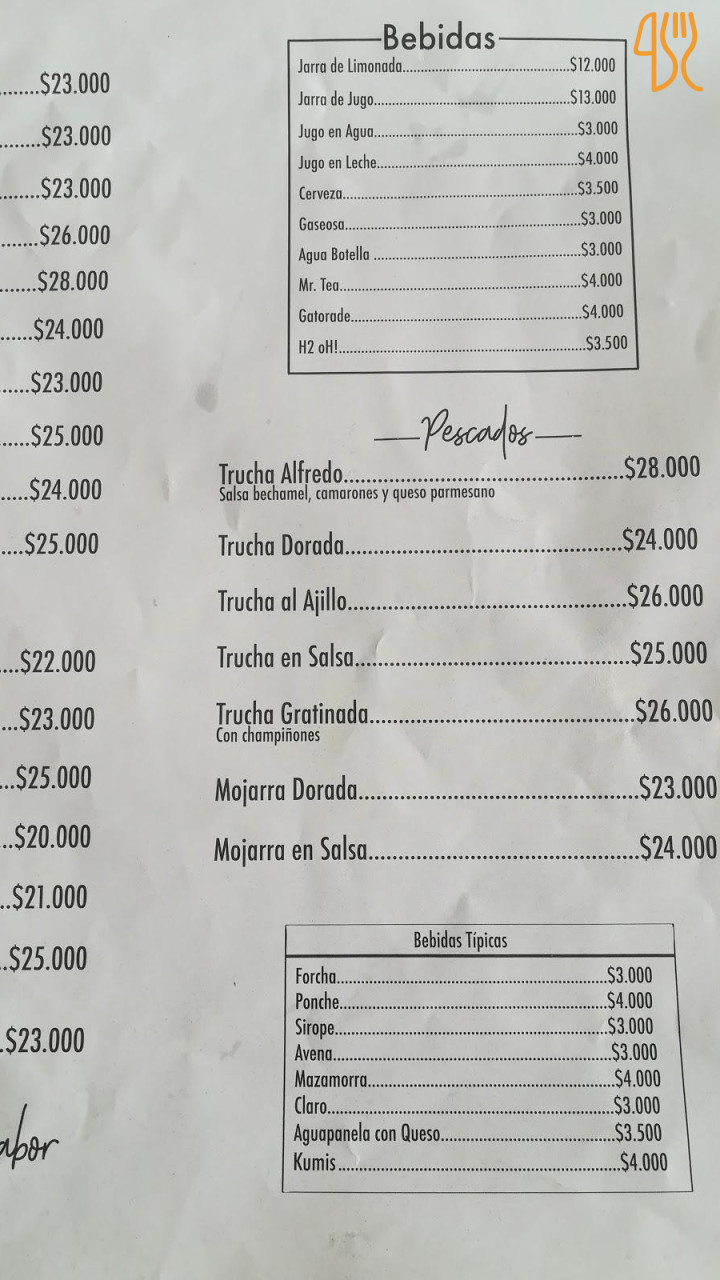 ......$23.000
......$23.000
......$23.000
......$26.000
......$28.000
......$24.000
......$23.000
......$25.000
.....$24.000
....$25.000
....$22.000
...$23.000
...$25.000
..$20.000
..$21.000
.$25.000
.$23.000
abor
Bebidas
Jarra de Limonada..............$12.000
Jarra de Jugo..............$13.000
Jugo en Agua..............$3.000
Jugo en Leche..............$4.000
Cerveza..............$3.500
Gaseosa..............$3.000
Agua Botella ..............$3.000
Mr. Tea..............$4.000
Gatorade..............$4.000
H2 oH!..............$3.500
Pescados
Trucha Alfredo..............$28.000
Salsa bechamel, camarones y queso parmesano
Trucha Dorada..............$24.000
Trucha al Ajillo..............$26.000
Trucha en Salsa..............$25.000
Trucha Gratinada..............$26.000
Con champiñones
Mojarra Dorada..............$23.000
Mojarra en Salsa..............$24.000
Bebidas Típicas
Forcha..............$3.000
Ponche..............$4.000
Sirope..............$3.000
Avena..............$3.000
Mazamorra..............$4.000
Claro..............$3.000
Aguapanela con Queso..............$3.500
Kumis..............$4.000